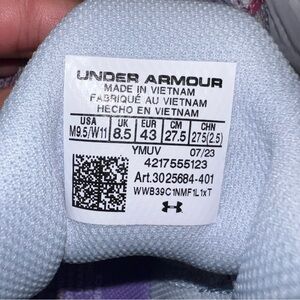 UNDER ARMOUR
MADE IN VIETNAM
FABRIQUÉ AU VIETNAM
HECHO EN VIETNAM
USA UK EUR CM CHN
M9.5/W11 8.5 43 27.5 275(2.5)
YMUV 07/23
4217555123
Art.3025684-401
WWB39C1NMF1L1xT